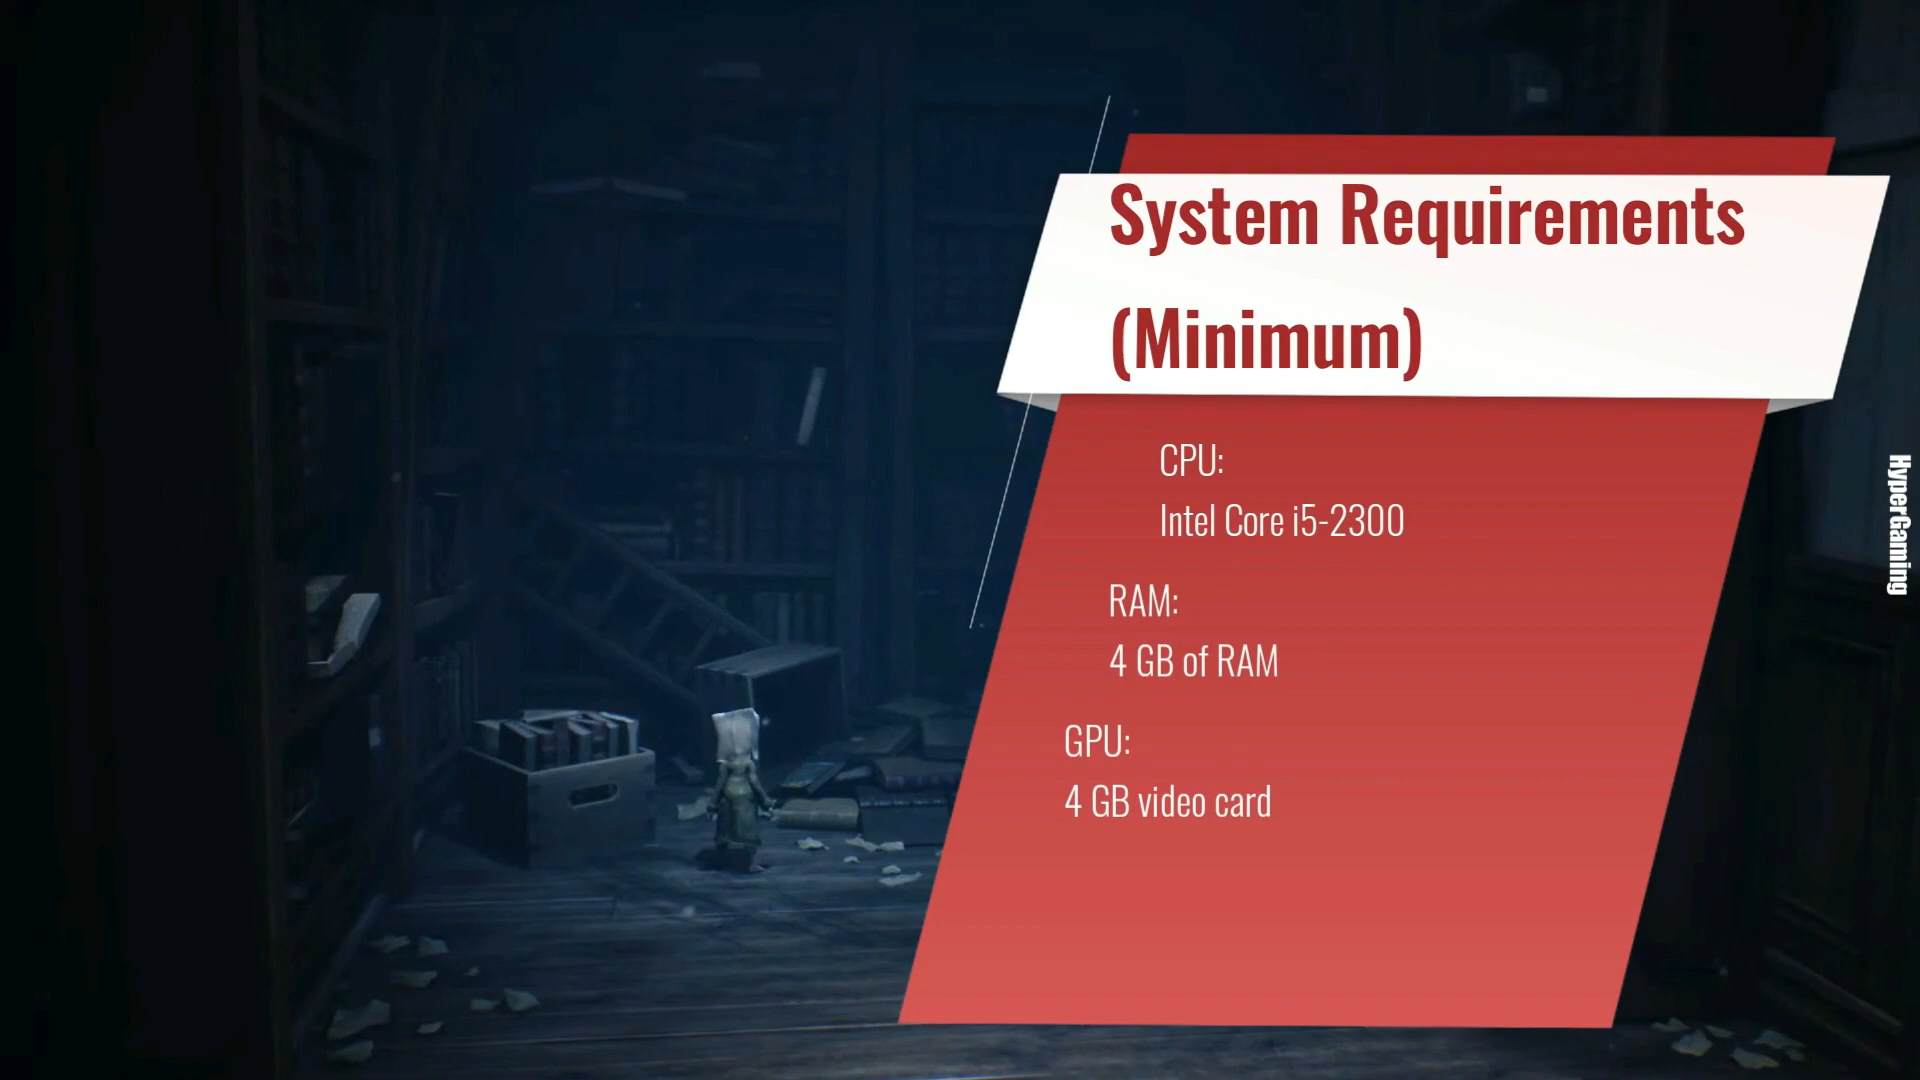 System Requirements
(Minimum)
CPU:
Intel Core i5-2300
RAM:
4 GB of RAM
GPU:
4 GB video card
HyperGaming